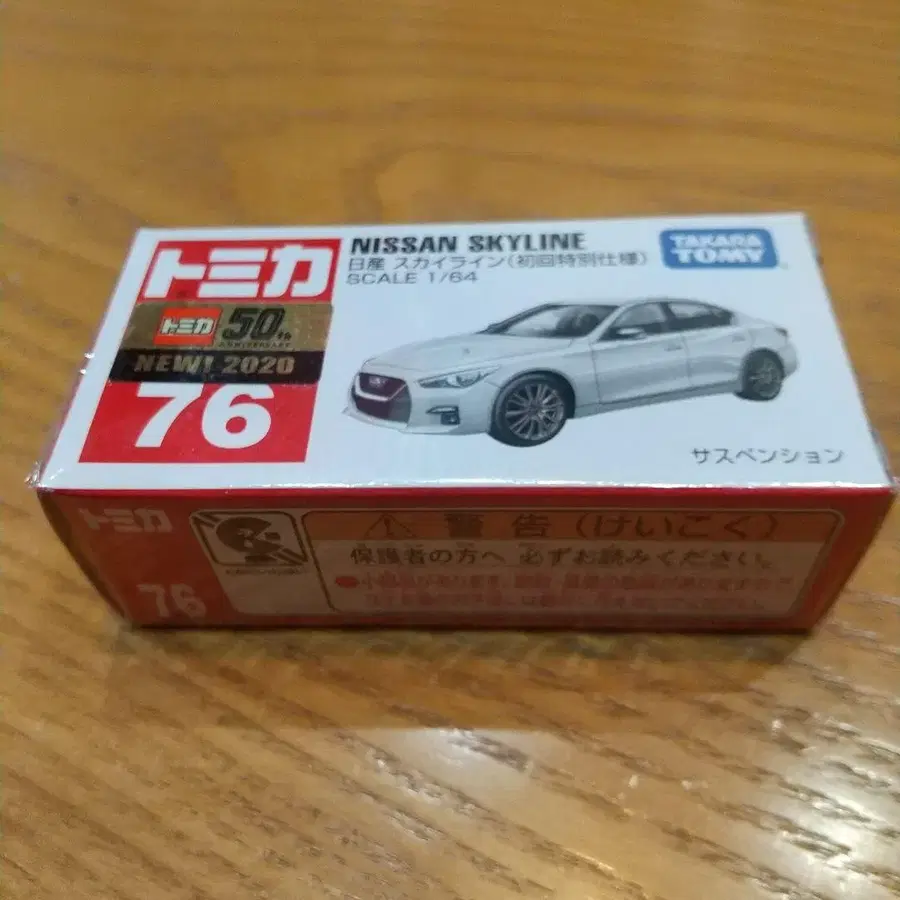 トミカ
トミカ 50th
ANNIVERSARY
NEW! 2020
76
NISSAN SKYLINE
日産 スカイライン(初回特別仕様)
SCALE 1/64
TAKARA
TOMY
サスペンション
トミカ
76
警告(けいこく)
保護者の方へ 必ずお読みください。